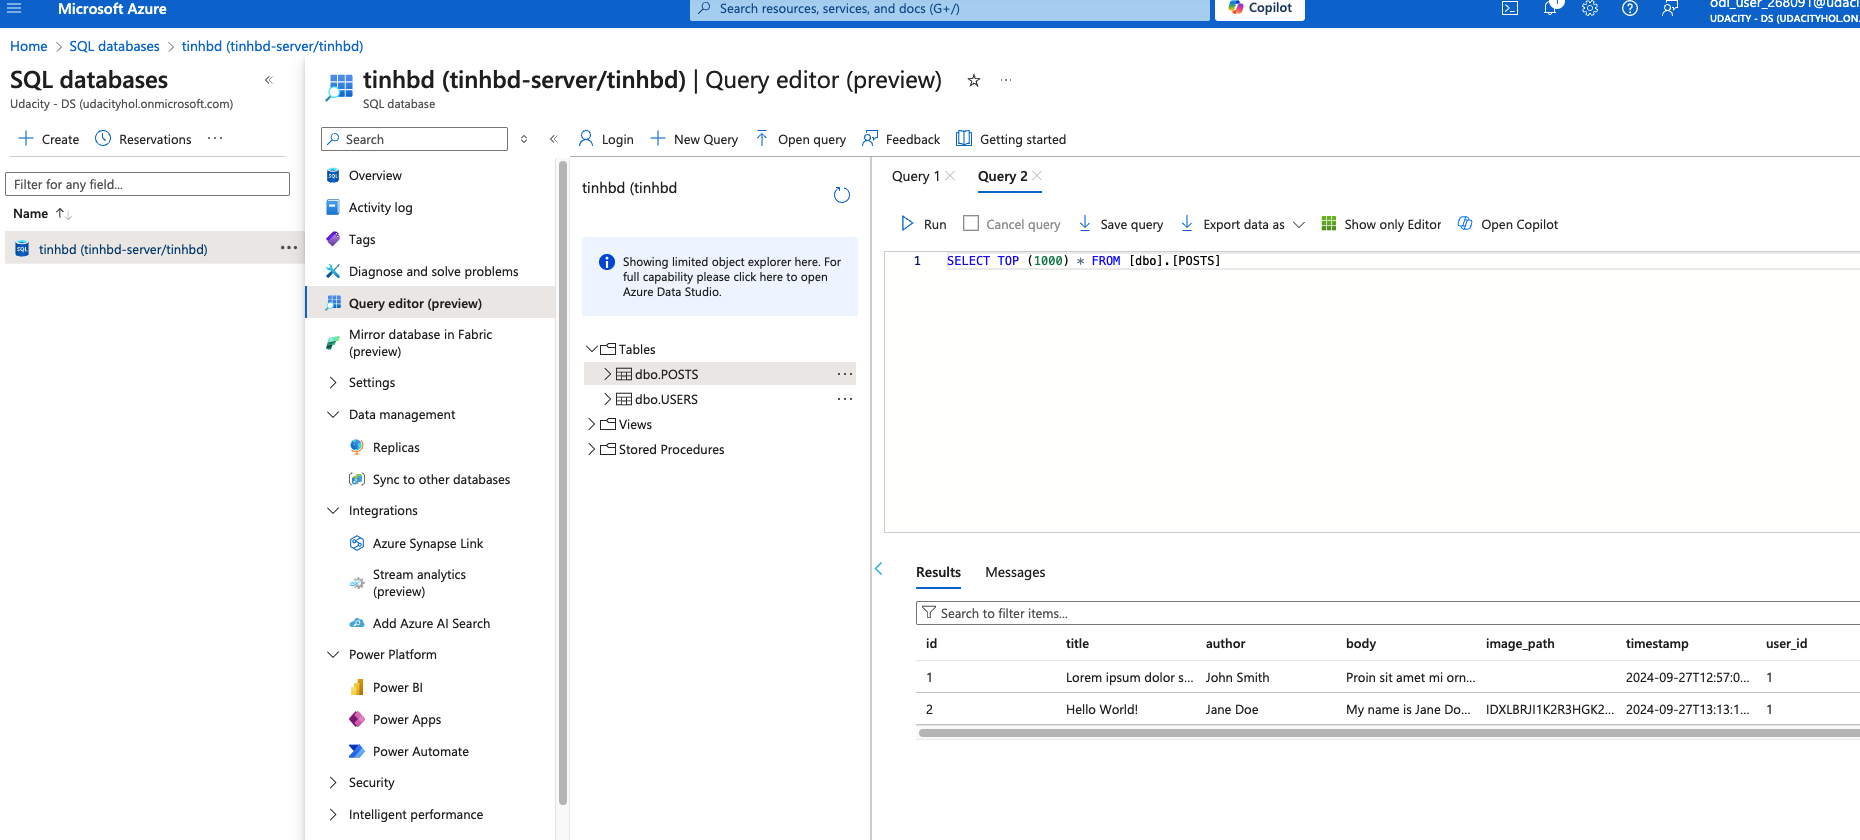 Microsoft Azure
Search resources, services, and docs (G+/)
Copilot
1
odl_user_268091@udaci
UDACITY - DS (UDACITYHOL.ON
Home > SQL databases > tinhbd (tinhbd-server/tinhbd)
SQL databases
Udacity - DS (udacityhol.onmicrosoft.com)
Create
Reservations
Filter for any field...
Name
tinhbd (tinhbd-server/tinhbd)
tinhbd (tinhbd-server/tinhbd) | Query editor (preview)
SQL database
Search
Overview
Activity log
Tags
Diagnose and solve problems
Query editor (preview)
Mirror database in Fabric
(preview)
Settings
Data management
Replicas
Sync to other databases
Integrations
Azure Synapse Link
Stream analytics
(preview)
Add Azure AI Search
Power Platform
Power BI
Power Apps
Power Automate
Security
Intelligent performance
Login
New Query
Open query
Feedback
Getting started
tinhbd (tinhbd
Showing limited object explorer here. For
full capability please click here to open
Azure Data Studio.
Tables
dbo.POSTS
dbo.USERS
Views
Stored Procedures
Query 1
Query 2
Run
Cancel query
Save query
Export data as
Show only Editor
Open Copilot
1 SELECT TOP (1000) * FROM [dbo].[POSTS]
Results
Messages
Search to filter items...
id title author body image_path timestamp user_id
1 Lorem ipsum dolor s... John Smith Proin sit amet mi orn... 2024-09-27T12:57:0... 1
2 Hello World! Jane Doe My name is Jane Do... IDXLBRJI1K2R3HGK2... 2024-09-27T13:13:1... 1